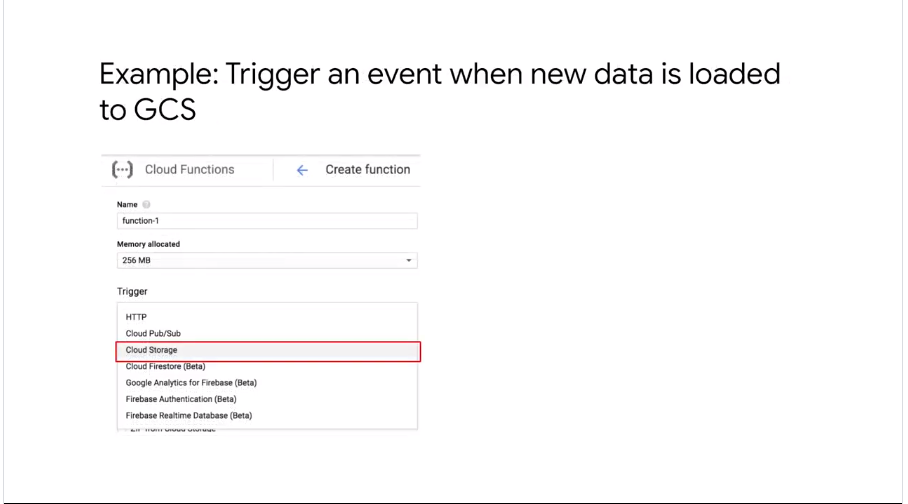 Example: Trigger an event when new data is loaded
to GCS
Cloud Functions
Create function
Name
function-1
Memory allocated
256 MB
Trigger
HTTP
Cloud Pub/Sub
Cloud Storage
Cloud Firestore (Beta)
Google Analytics for Firebase (Beta)
Firebase Authentication (Beta)
Firebase Realtime Database (Beta)
ZIP from Cloud Storage